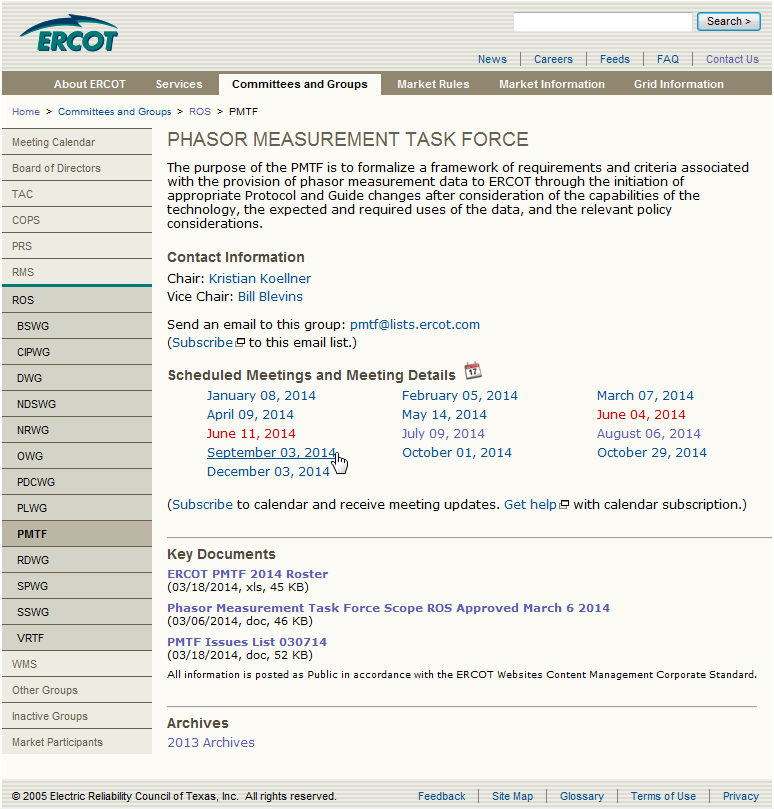 ERCOT
Search >
News Careers Feeds FAQ Contact Us
About ERCOT Services Committees and Groups Market Rules Market Information Grid Information
Home > Committees and Groups > ROS > PMTF
Meeting Calendar
Board of Directors
TAC
COPS
PRS
RMS
ROS
BSWG
CIPWG
DWG
NDSWG
NRWG
OWG
PDCWG
PLWG
PMTF
RDWG
SPWG
SSWG
VRTF
WMS
Other Groups
Inactive Groups
Market Participants
PHASOR MEASUREMENT TASK FORCE
The purpose of the PMTF is to formalize a framework of requirements and criteria associated
with the provision of phasor measurement data to ERCOT through the initiation of
appropriate Protocol and Guide changes after consideration of the capabilities of the
technology, the expected and required uses of the data, and the relevant policy
considerations.
Contact Information
Chair: Kristian Koellner
Vice Chair: Bill Blevins
Send an email to this group: pmtf@lists.ercot.com
(Subscribe to this email list.)
Scheduled Meetings and Meeting Details 17
January 08, 2014 February 05, 2014 March 07, 2014
April 09, 2014 May 14, 2014 June 04, 2014
June 11, 2014 July 09, 2014 August 06, 2014
September 03, 2014 October 01, 2014 October 29, 2014
December 03, 2014
(Subscribe to calendar and receive meeting updates. Get help with calendar subscription.)
Key Documents
ERCOT PMTF 2014 Roster
(03/18/2014, xls, 45 KB)
Phasor Measurement Task Force Scope ROS Approved March 6 2014
(03/06/2014, doc, 46 KB)
PMTF Issues List 030714
(03/18/2014, doc, 52 KB)
All information is posted as Public in accordance with the ERCOT Websites Content Management Corporate Standard.
Archives
2013 Archives
© 2005 Electric Reliability Council of Texas, Inc. All rights reserved. Feedback Site Map Glossary Terms of Use Privacy